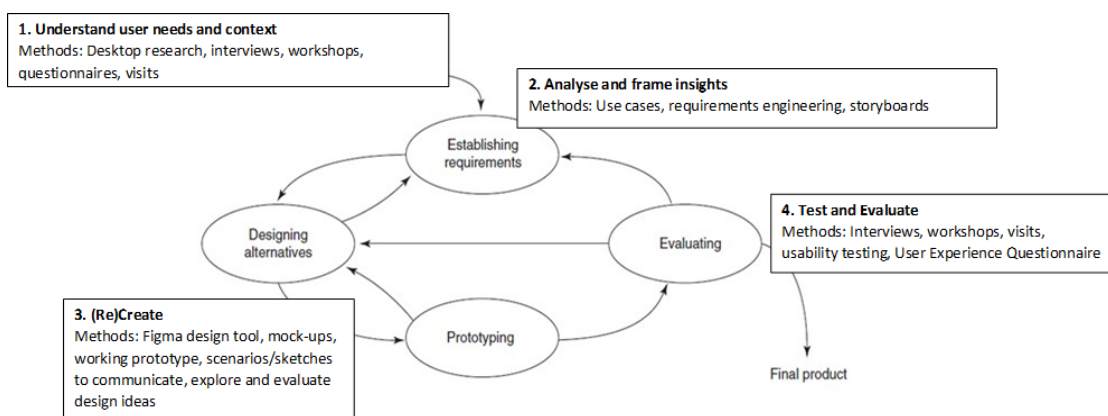 1. Understand user needs and context
Methods: Desktop research, interviews, workshops,
questionnaires, visits
2. Analyse and frame insights
Methods: Use cases, requirements engineering, storyboards
Establishing
requirements
Designing
alternatives
Evaluating
4. Test and Evaluate
Methods: Interviews, workshops, visits,
usability testing, User Experience Questionnaire
3. (Re)Create
Methods: Figma design tool, mock-ups,
working prototype, scenarios/sketches
to communicate, explore and evaluate
design ideas
Prototyping
Final product